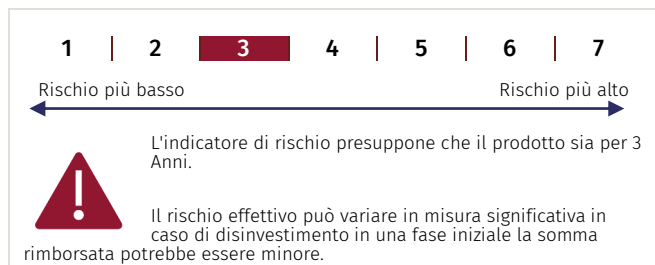 1 2 3 4 5 6 7
Rischio più basso Rischio più alto
L'indicatore di rischio presuppone che il prodotto sia per 3
Anni.
Il rischio effettivo può variare in misura significativa in
caso di disinvestimento in una fase iniziale la somma
rimborsata potrebbe essere minore.